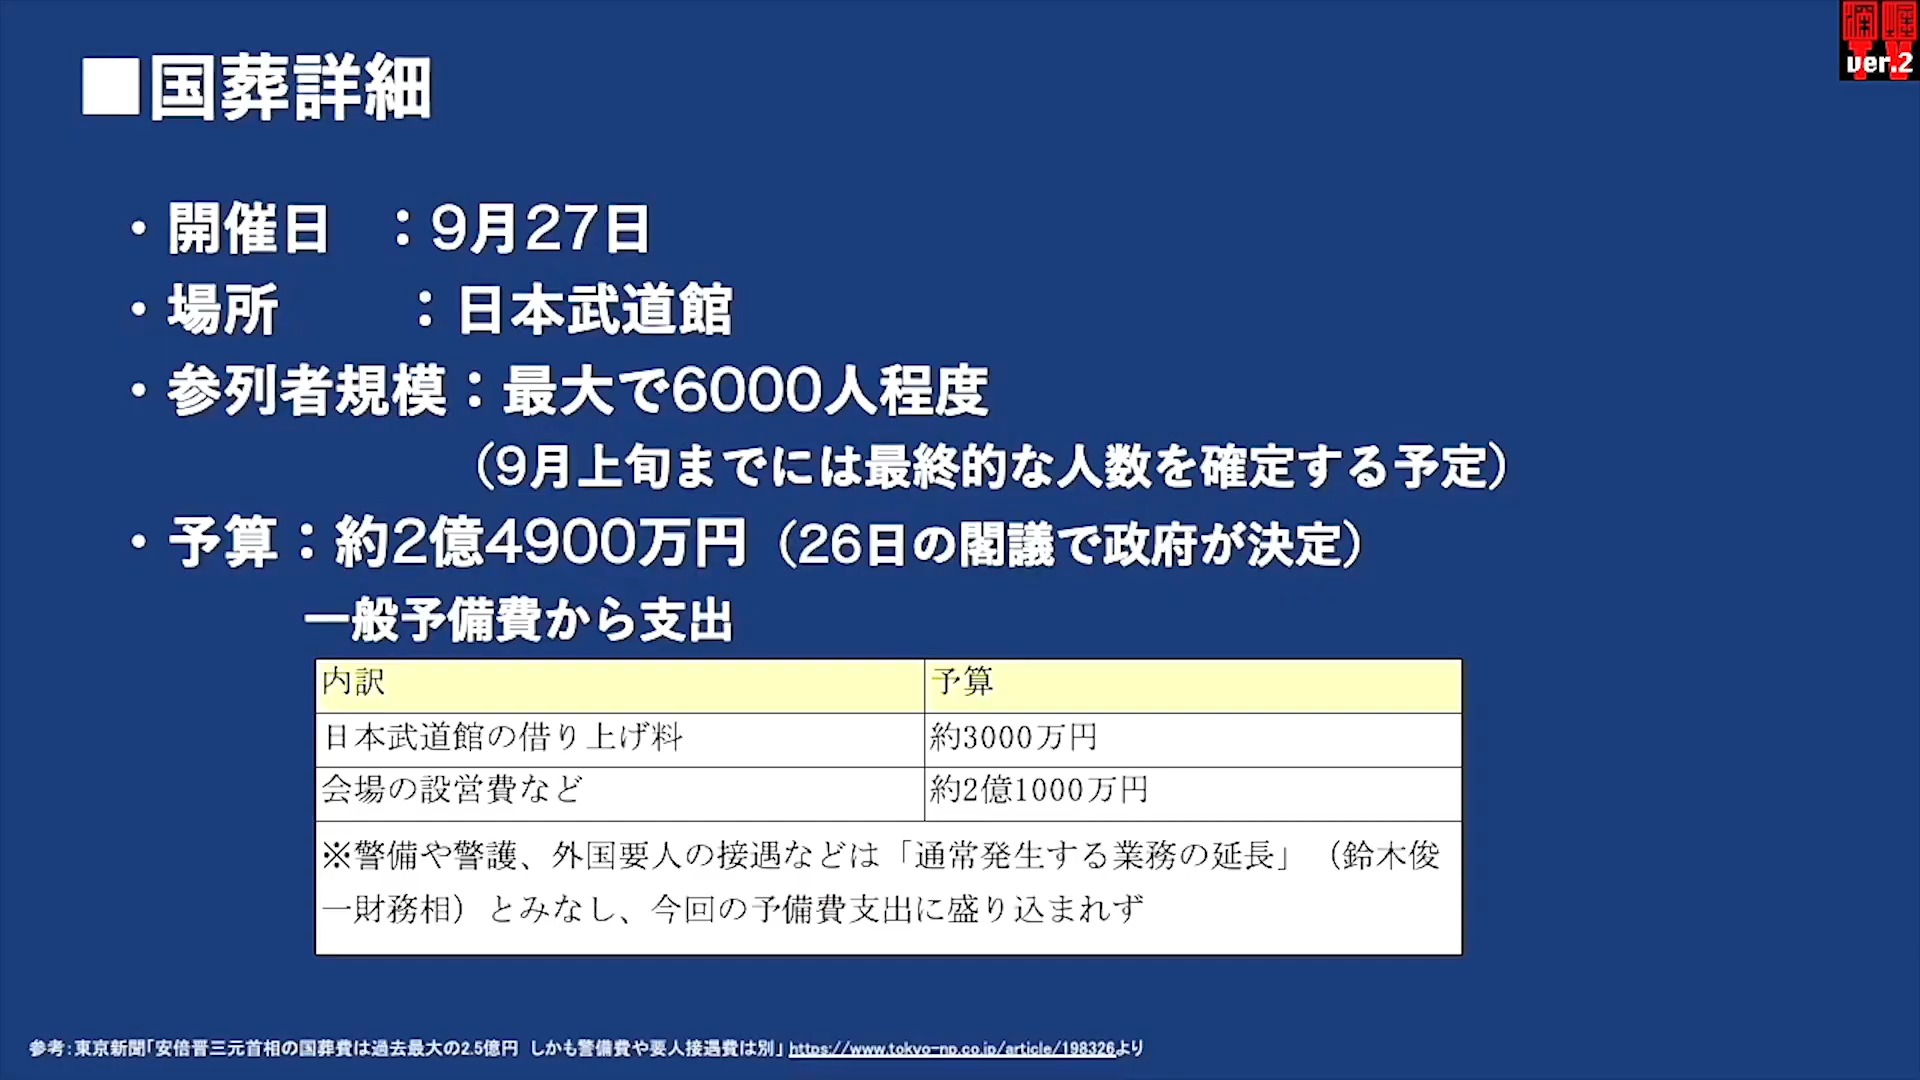 ■国葬詳細
ver.2
・開催日　：9月27日
・場所　　：日本武道館
・参列者規模：最大で6000人程度
（9月上旬までには最終的な人数を確定する予定）
・予算：約2億4900万円（26日の閣議で政府が決定）
一般予備費から支出
内訳　予算
日本武道館の借り上げ料　約3000万円
会場の設営費など　約2億1000万円
※警備や警護、外国要人の接遇などは「通常発生する業務の延長」（鈴木俊
一財務相）とみなし、今回の予備費支出に盛り込まれず
参考：東京新聞「安倍晋三元首相の国葬費は過去最大の2.5億円　しかも警備費や要人接遇費は別」https://www.tokyo-np.co.jp/article/198326より